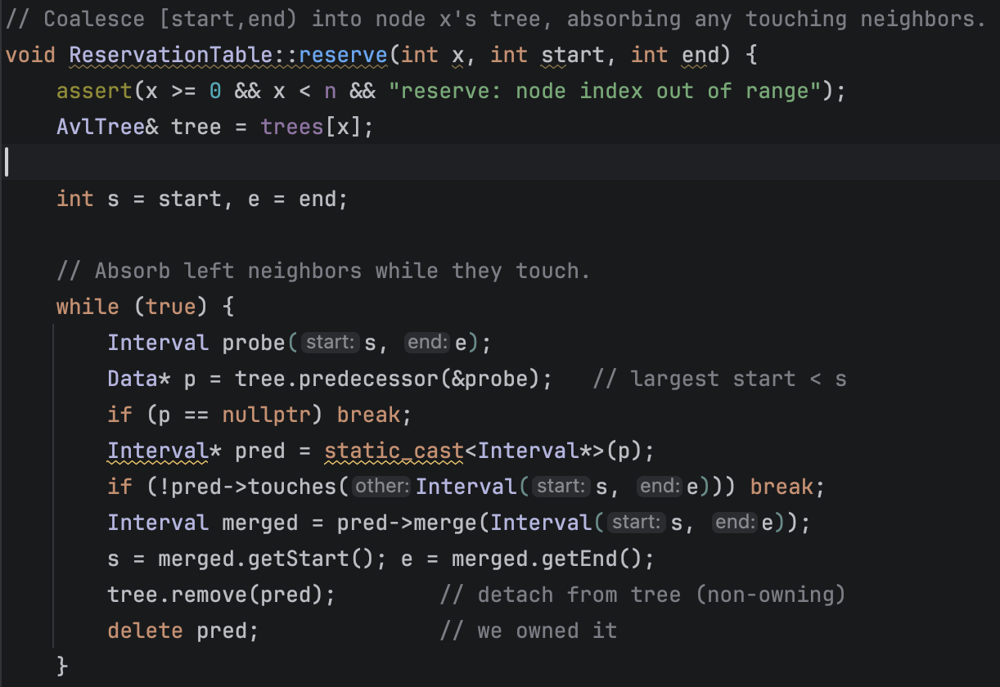 // Coalesce [start,end) into node x's tree, absorbing any touching neighbors.
void ReservationTable::reserve(int x, int start, int end) {
    assert(x >= 0 && x < n && "reserve: node index out of range");
    AvlTree& tree = trees[x];

    int s = start, e = end;

    // Absorb left neighbors while they touch.
    while (true) {
        Interval probe( start: s,  end: e);
        Data* p = tree.predecessor(&probe);   // largest start < s
        if (p == nullptr) break;
        Interval* pred = static_cast<Interval*>(p);
        if (!pred->touches( other: Interval( start: s,  end: e))) break;
        Interval merged = pred->merge(Interval( start: s,  end: e));
        s = merged.getStart(); e = merged.getEnd();
        tree.remove(pred);        // detach from tree (non-owning)
        delete pred;              // we owned it
    }